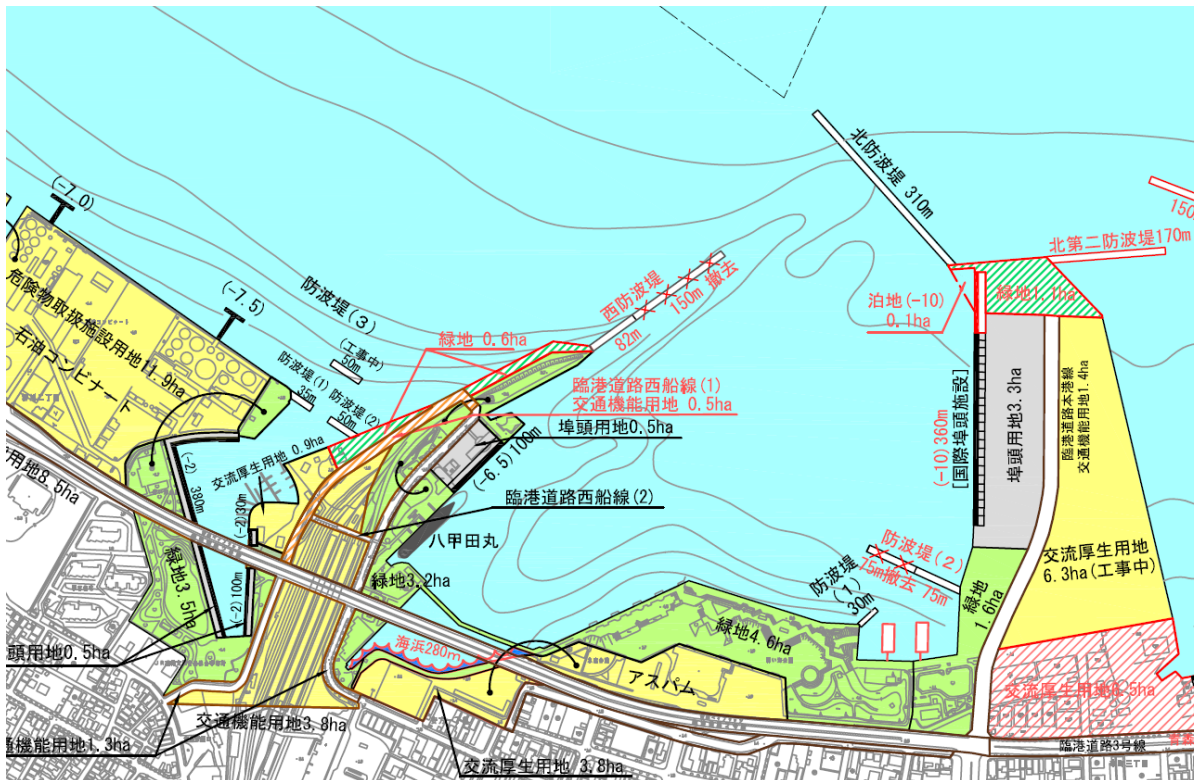 北防波堤 310m
150m
北第二防波堤170m
(-7.0)
(-7.5)
防波堤(3)
(工事中)
50m
危険物取扱施設用地11.9ha
石油コンビナート
防波堤(1)
35m
防波堤(2)
50m
西防波堤
150m 撤去
82m
緑地 0.6ha
臨港道路西船線(1)
交通機能用地 0.5ha
埠頭用地0.5ha
(-6.5)100m
臨港道路西船線(2)
八甲田丸
泊地(-10)
0.1ha
緑地1.1ha
(-10)360m
[国際埠頭施設]
埠頭用地3.3ha
臨港道路本港線
交通機能用地1.4ha
交流厚生用地
6.3ha(工事中)
交流厚生用地 0.9ha
用地8.5ha
(-2)
380m
(-2)30m
(-2)100m
緑地3.5ha
緑地3.2ha
海浜280m
緑地4.6ha
アスパム
防波堤
(1)
30m
防波堤(2)
75m撤去 75m
緑地
1.6ha
頭用地0.5ha
交通機能用地3.8ha
機能用地1.3ha
交流厚生用地 3.8ha
臨港道路3号線